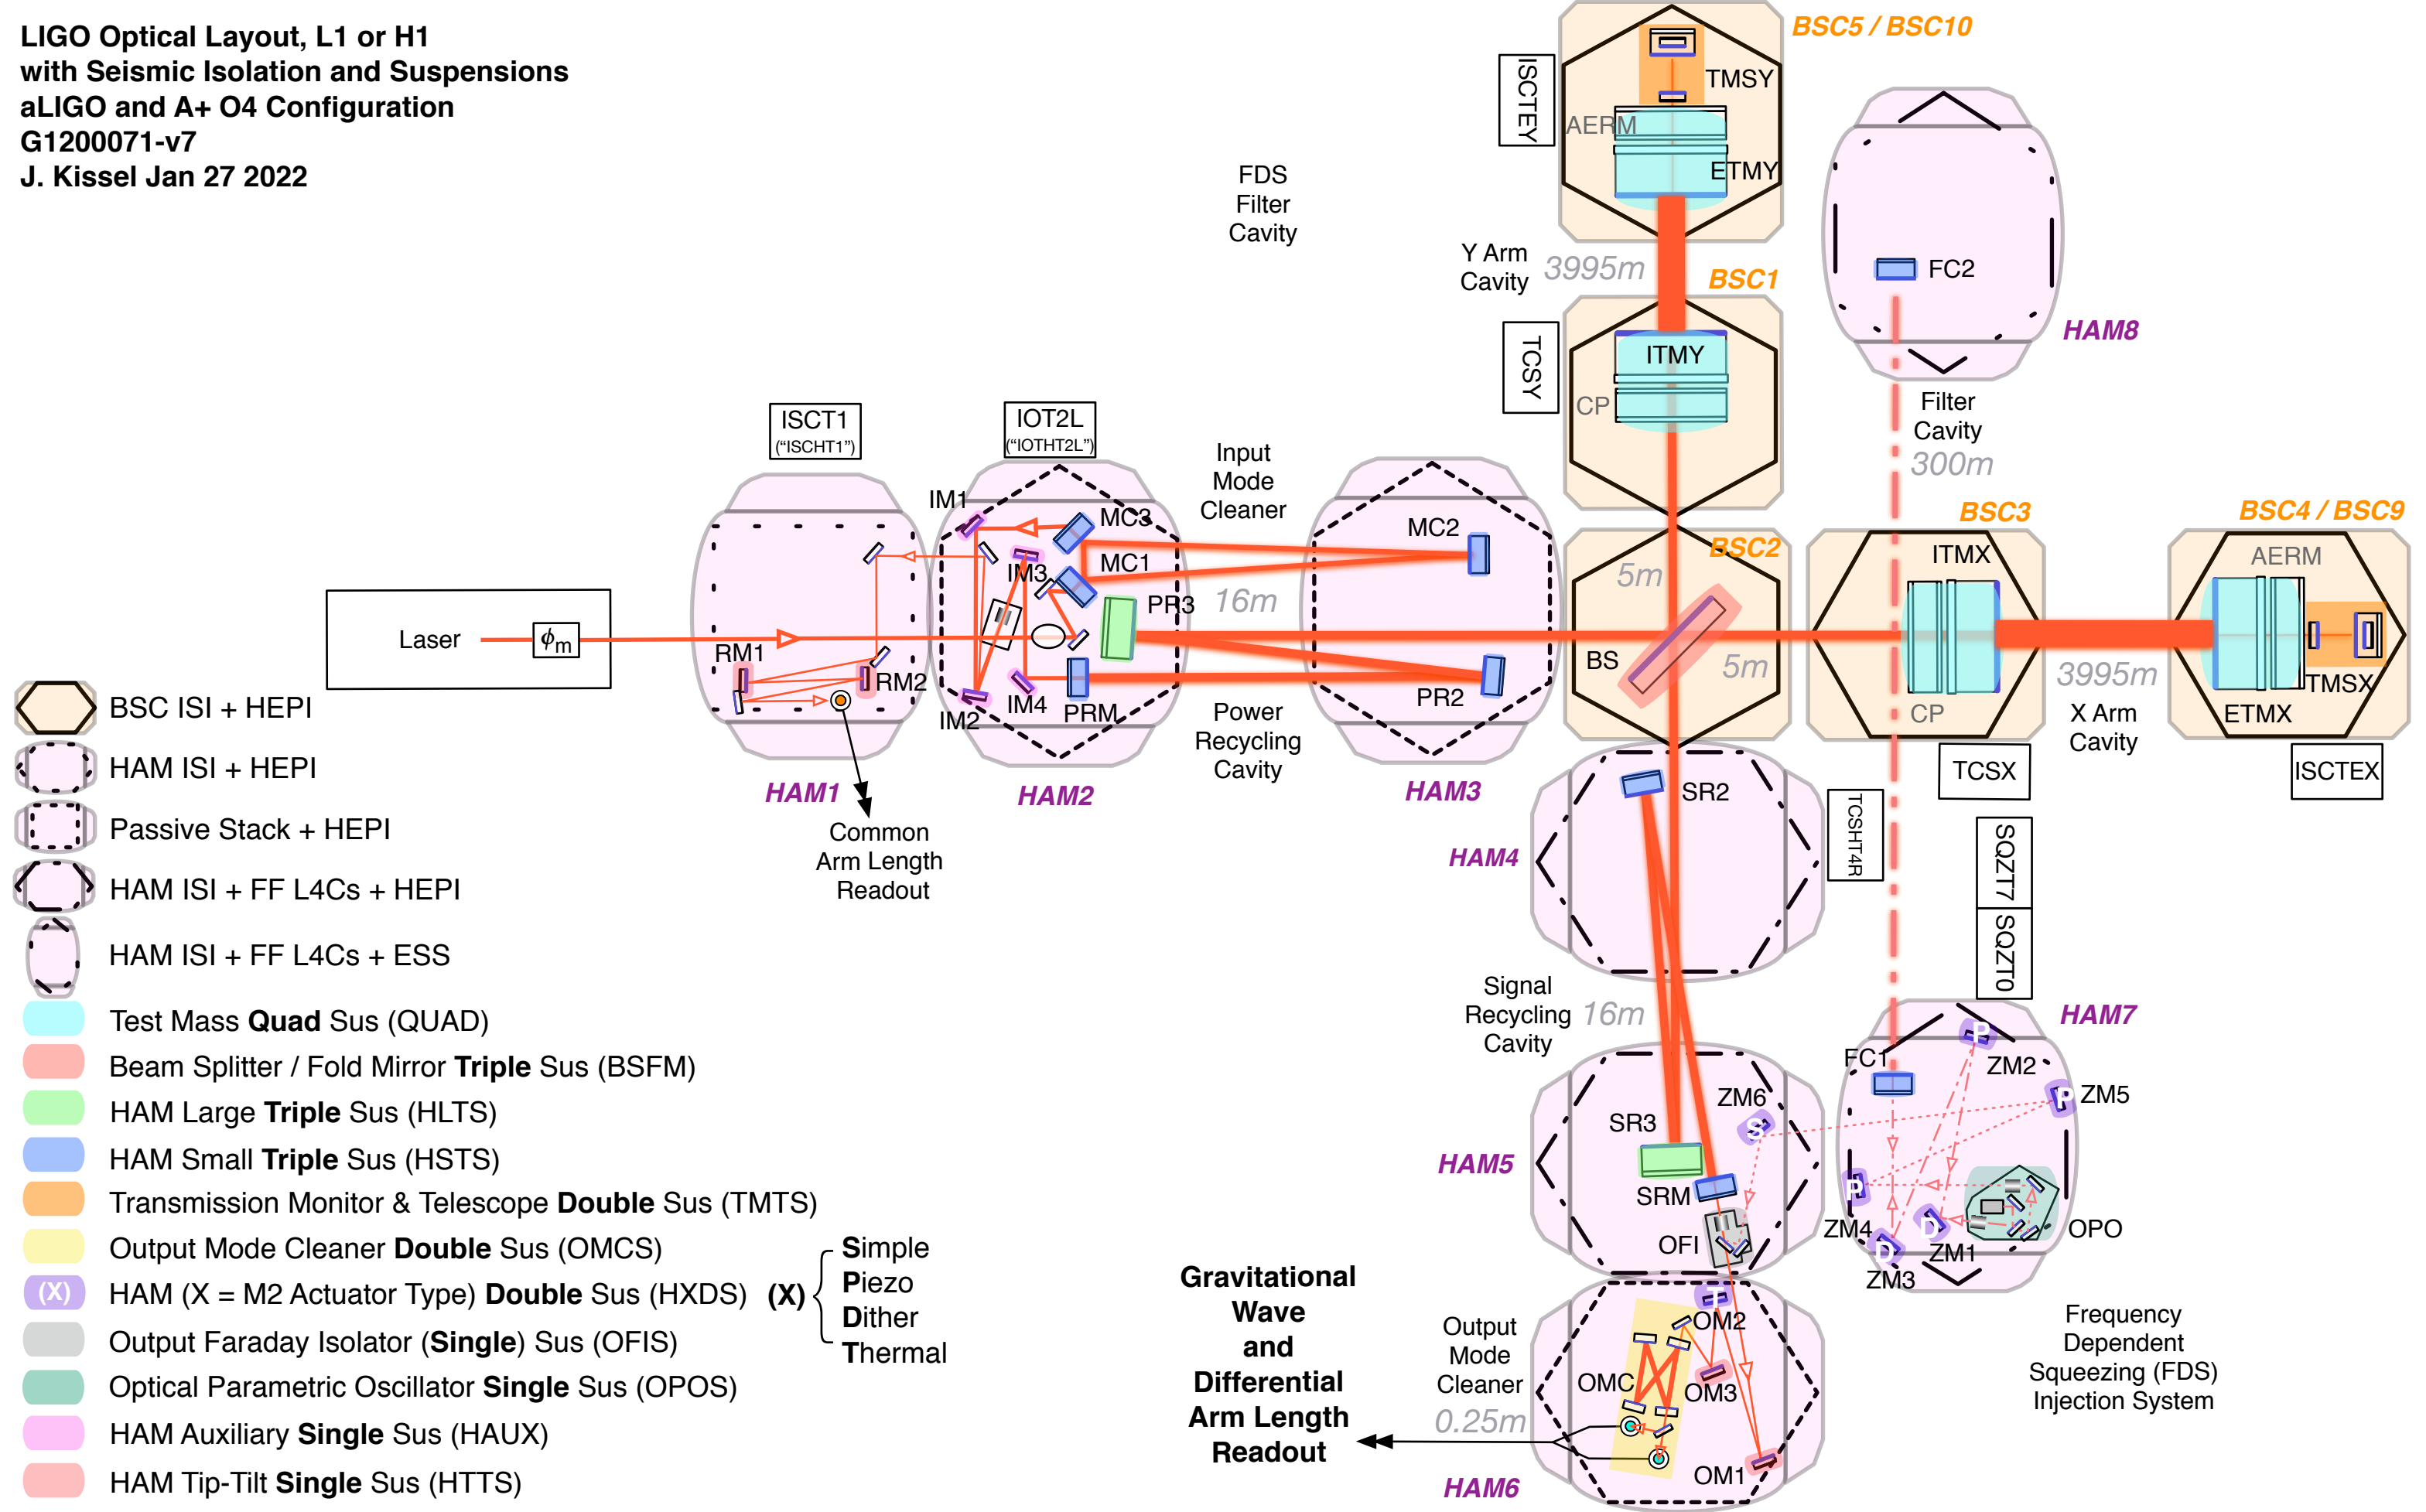 LIGO Optical Layout, L1 or H1
with Seismic Isolation and Suspensions
aLIGO and A+ O4 Configuration
G1200071-v7
J. Kissel Jan 27 2022
BSC5 / BSC10
ISCTEY
TMSY
AERM
ETMY
FDS
Filter
Cavity
Y Arm
Cavity
3995m
BSC1
FC2
HAM8
TCSY
ITMY
CP
Filter
Cavity
300m
ISCT1
("ISCHT1")
IOT2L
("IOTHT2L")
Input
Mode
Cleaner
IM1
MC3
MC1
IM3
MC2
PR3
16m
BSC2
5m
BS
5m
BSC3
ITMX
CP
BSC4 / BSC9
AERM
TMSX
ETMX
3995m
X Arm
Cavity
Laser
ϕm
RM1
RM2
IM2
IM4
PRM
PR2
Power
Recycling
Cavity
HAM1
HAM2
HAM3
Common
Arm Length
Readout
TCSX
ISCTEX
SR2
HAM4
TCSHT4R
SQZT7
SQZT0
Signal
Recycling
Cavity
16m
HAM7
FC1
P
ZM2
P
ZM5
ZM6
S
SR3
HAM5
SRM
OFI
P
ZM4
D
ZM3
D
ZM1
OPO
Frequency
Dependent
Squeezing (FDS)
Injection System
Gravitational
Wave
and
Differential
Arm Length
Readout
Output
Mode
Cleaner
0.25m
T
OM2
OMC
OM3
OM1
HAM6
BSC ISI + HEPI
HAM ISI + HEPI
Passive Stack + HEPI
HAM ISI + FF L4Cs + HEPI
HAM ISI + FF L4Cs + ESS
Test Mass Quad Sus (QUAD)
Beam Splitter / Fold Mirror Triple Sus (BSFM)
HAM Large Triple Sus (HLTS)
HAM Small Triple Sus (HSTS)
Transmission Monitor & Telescope Double Sus (TMTS)
Output Mode Cleaner Double Sus (OMCS)
(X) HAM (X = M2 Actuator Type) Double Sus (HXDS) (X)
Simple
Piezo
Dither
Thermal
Output Faraday Isolator (Single) Sus (OFIS)
Optical Parametric Oscillator Single Sus (OPOS)
HAM Auxiliary Single Sus (HAUX)
HAM Tip-Tilt Single Sus (HTTS)